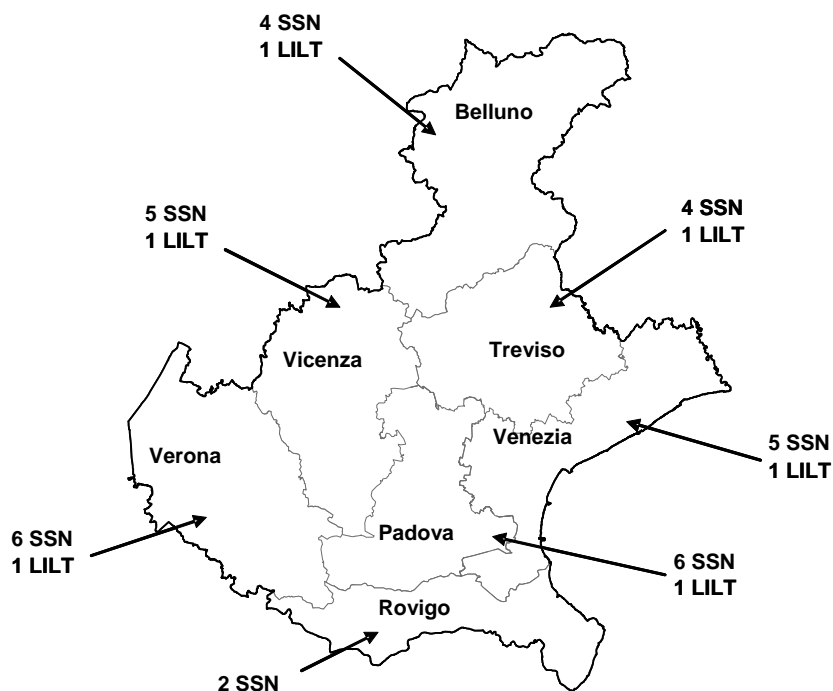 4 SSN
1 LILT
Belluno
5 SSN
1 LILT
4 SSN
1 LILT
Vicenza
Treviso
Venezia
5 SSN
1 LILT
Verona
6 SSN
1 LILT
Padova
6 SSN
1 LILT
Rovigo
2 SSN